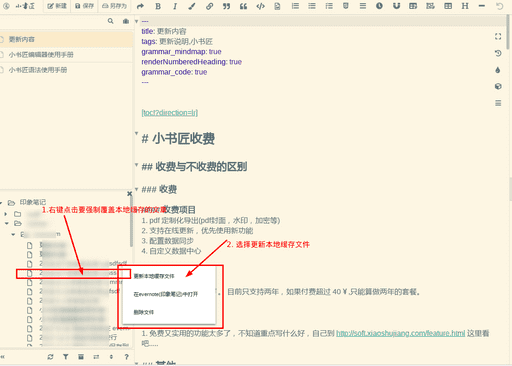 小书匠
新建
保存
另存为
更新内容
小书匠编辑器使用手册
小书匠语法使用手册
---
title: 更新内容
tags: 更新说明,小书匠
grammar_mindmap: true
renderNumberedHeading: true
grammar_code: true
---
[toc!?direction=lr]
# 小书匠收费
## 收费与不收费的区别
### 收费
收费项目
1. pdf 定制化导出(pdf封面，水印，加密等)
2. 支持在线更新，优先使用新功能
3. 配置数据同步
4. 自定义数据中心
印象笔记
1.右键点击要强制覆盖本地缓存的
2. 选择更新本地缓存文件
更新本地缓存文件
在evernote(印象笔记)中打开
删除文件
目前只支持两年，如果付费超过 40 ¥ ,只能算做两年的套餐。
1. 免费又实用的功能太多了，不知道重点写什么好，自己到 http://soft.xiaoshujiang.com/feature.html 这里看
吧.....
## 其他